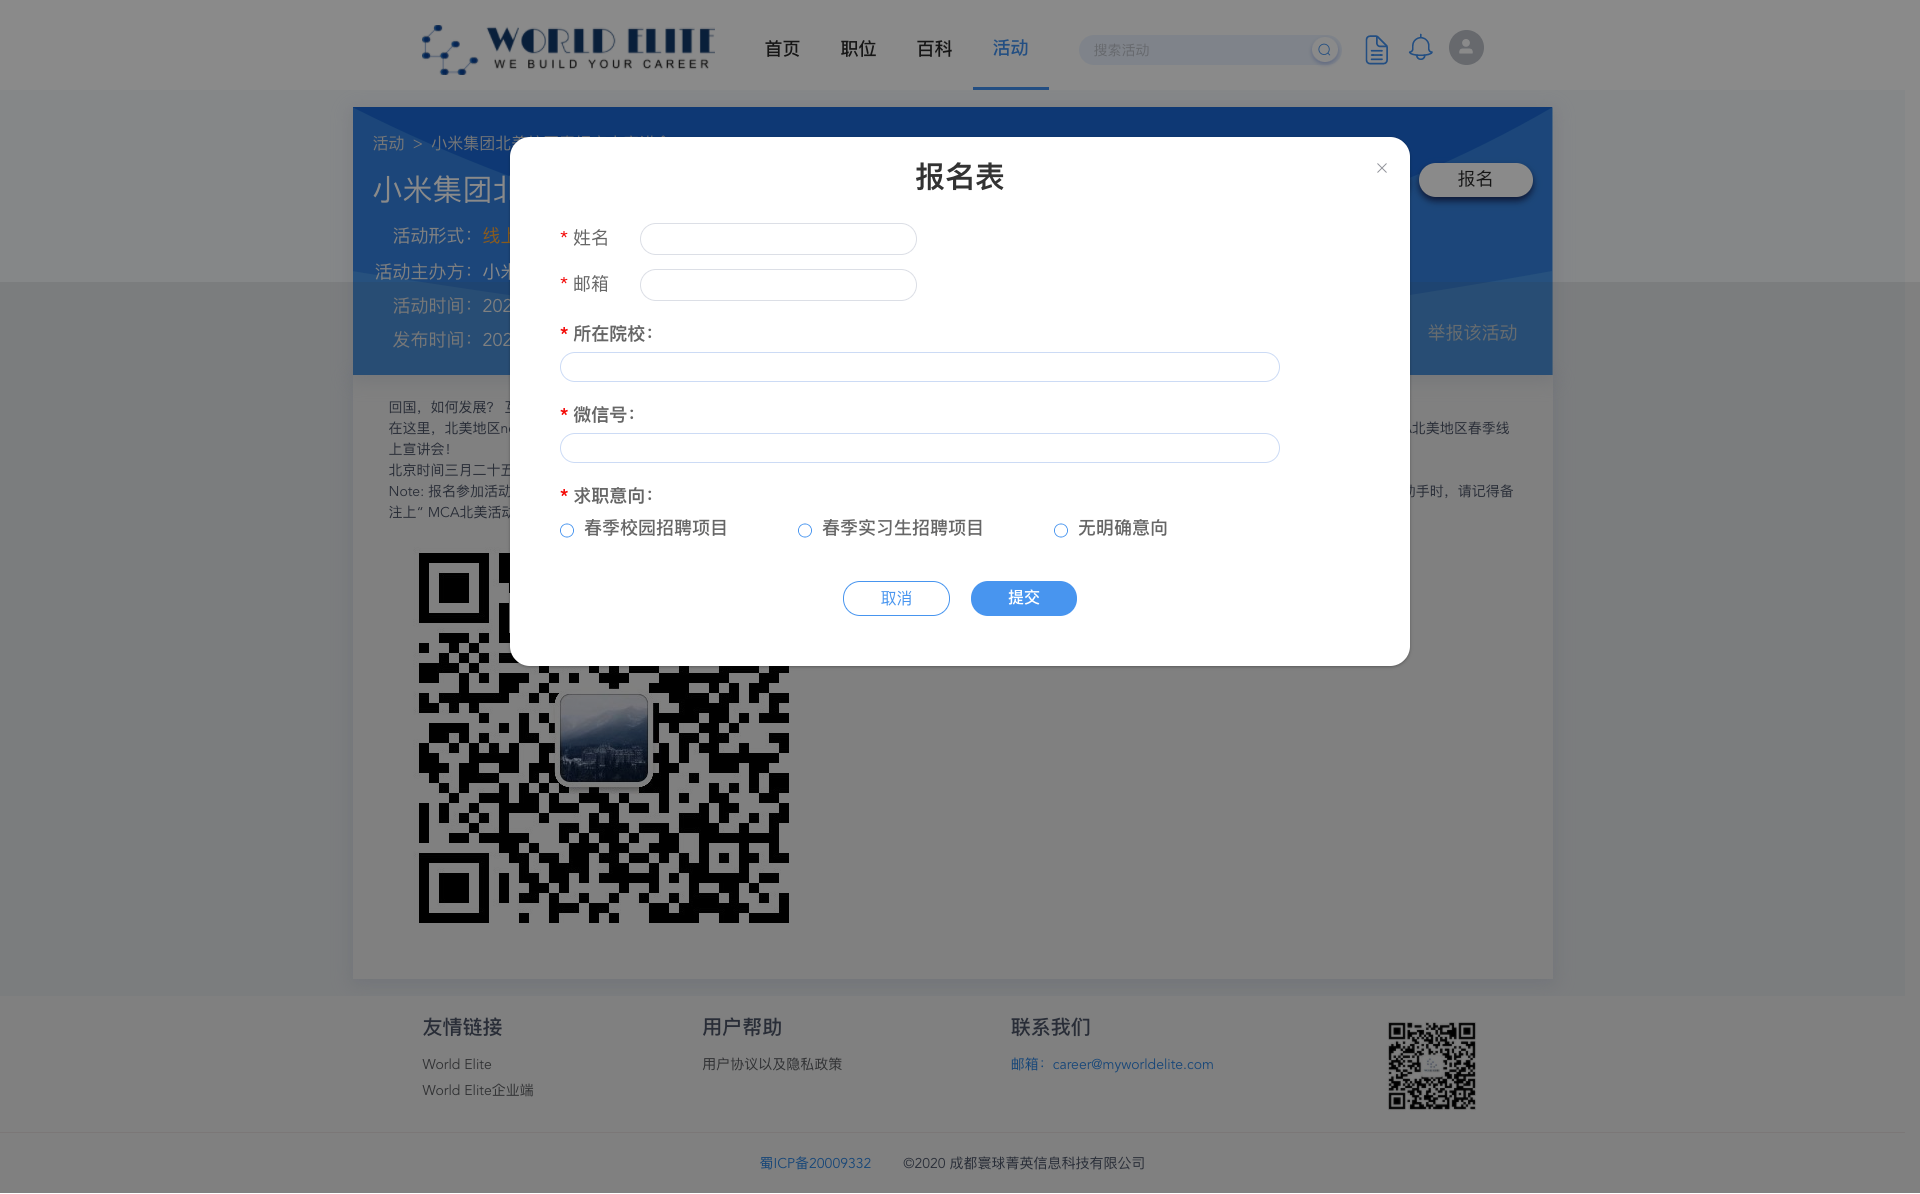 WORLD ELITE
WE BUILD YOUR CAREER
首页
职位
百科
活动
搜索活动
活动 > 小米集团北
小米集团北
报名
活动形式：线上
活动主办方：小米
活动时间：202
发布时间：202
举报该活动
报名表
* 姓名
* 邮箱
* 所在院校：
* 微信号：
* 求职意向：
春季校园招聘项目
春季实习生招聘项目
无明确意向
取消
提交
回国，如何发展？
在这里，北美地区
北美地区春季线
上宣讲会！
北京时间三月二十五
Note: 报名参加活动
手时，请记得备
注上“ MCA北美活动
友情链接
World Elite
World Elite企业端
用户帮助
用户协议以及隐私政策
联系我们
邮箱：career@myworldelite.com
蜀ICP备20009332
©2020 成都寰球菁英信息科技有限公司